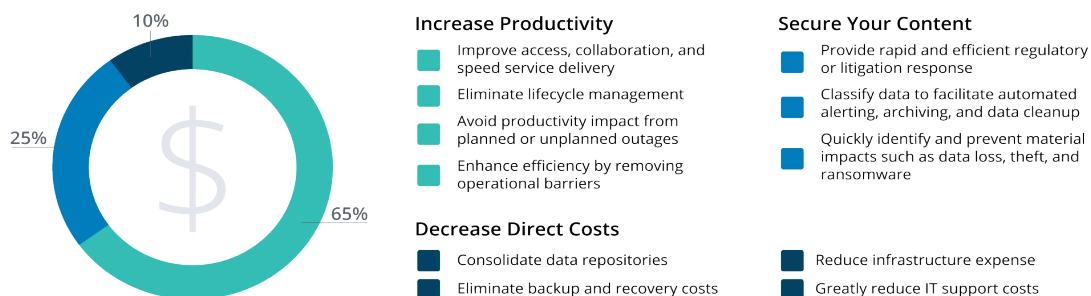 10%
25%
$
65%
Increase Productivity
Improve access, collaboration, and
speed service delivery
Eliminate lifecycle management
Avoid productivity impact from
planned or unplanned outages
Enhance efficiency by removing
operational barriers
Secure Your Content
Provide rapid and efficient regulatory
or litigation response
Classify data to facilitate automated
alerting, archiving, and data cleanup
Quickly identify and prevent material
impacts such as data loss, theft, and
ransomware
Decrease Direct Costs
Consolidate data repositories
Eliminate backup and recovery costs
Reduce infrastructure expense
Greatly reduce IT support costs